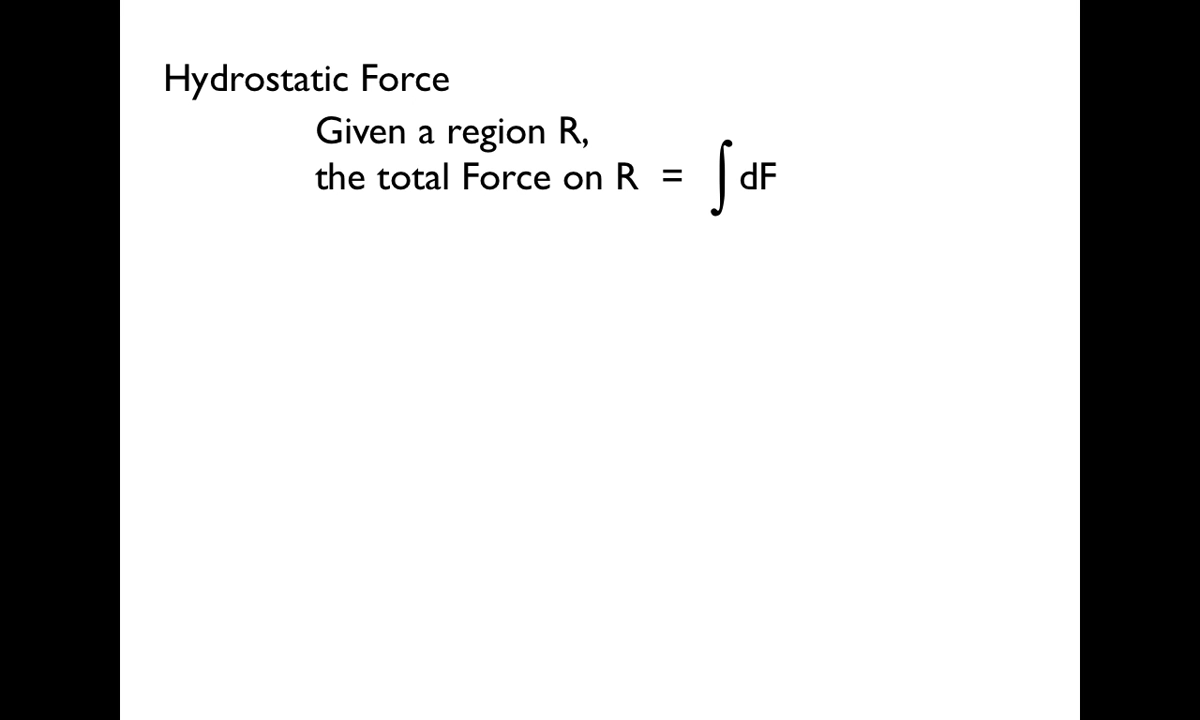 Hydrostatic Force
Given a region R,
the total Force on R = ∫ dF